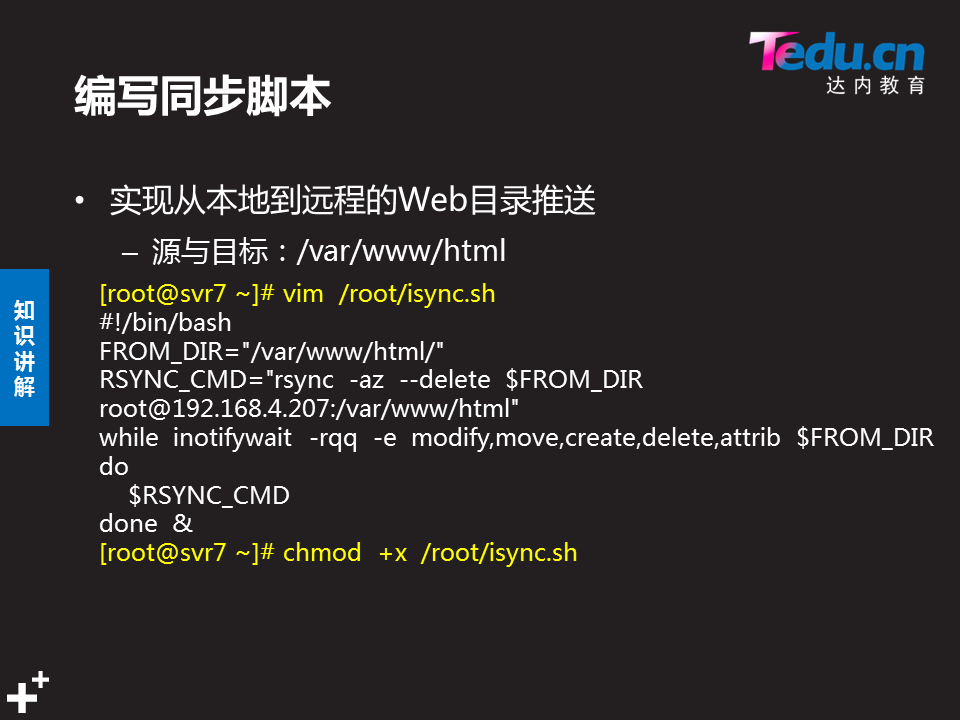 Tedu.cn
达内教育
编写同步脚本
• 实现从本地到远程的Web目录推送
– 源与目标：/var/www/html
知识讲解
[root@svr7 ~]# vim /root/isync.sh
#!/bin/bash
FROM_DIR="/var/www/html/"
RSYNC_CMD="rsync -az --delete $FROM_DIR
root@192.168.4.207:/var/www/html"
while inotifywait -rqq -e modify,move,create,delete,attrib $FROM_DIR
do
$RSYNC_CMD
done &
[root@svr7 ~]# chmod +x /root/isync.sh